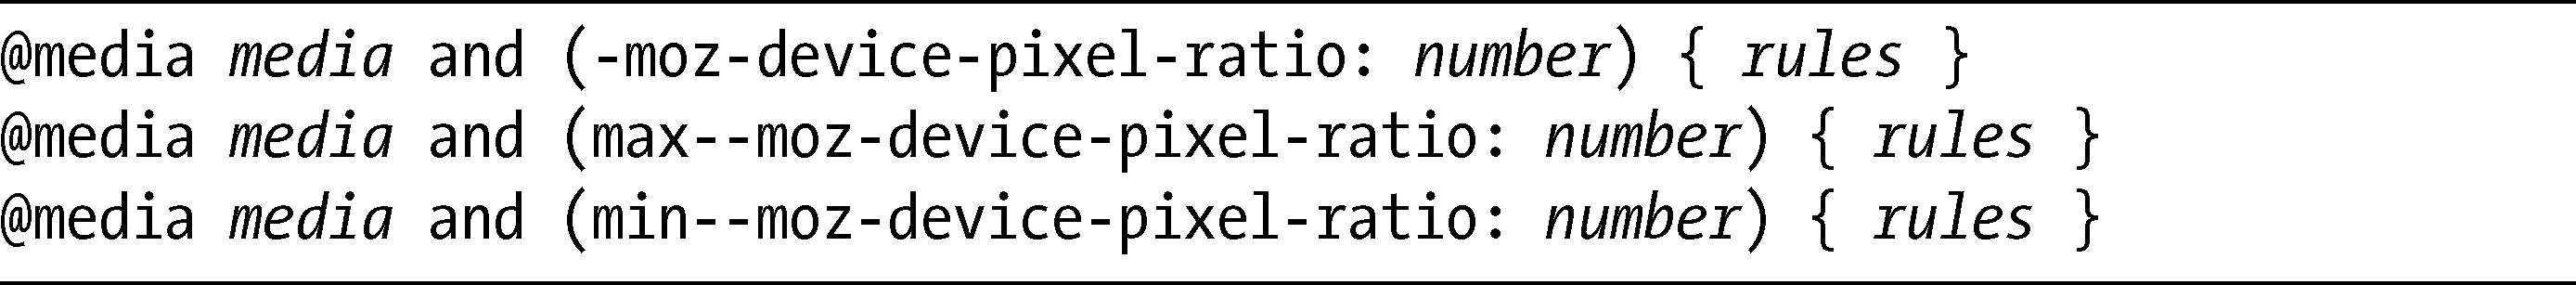 @media media and (-moz-device-pixel-ratio: number) { rules }
@media media and (max--moz-device-pixel-ratio: number) { rules }
@media media and (min--moz-device-pixel-ratio: number) { rules }